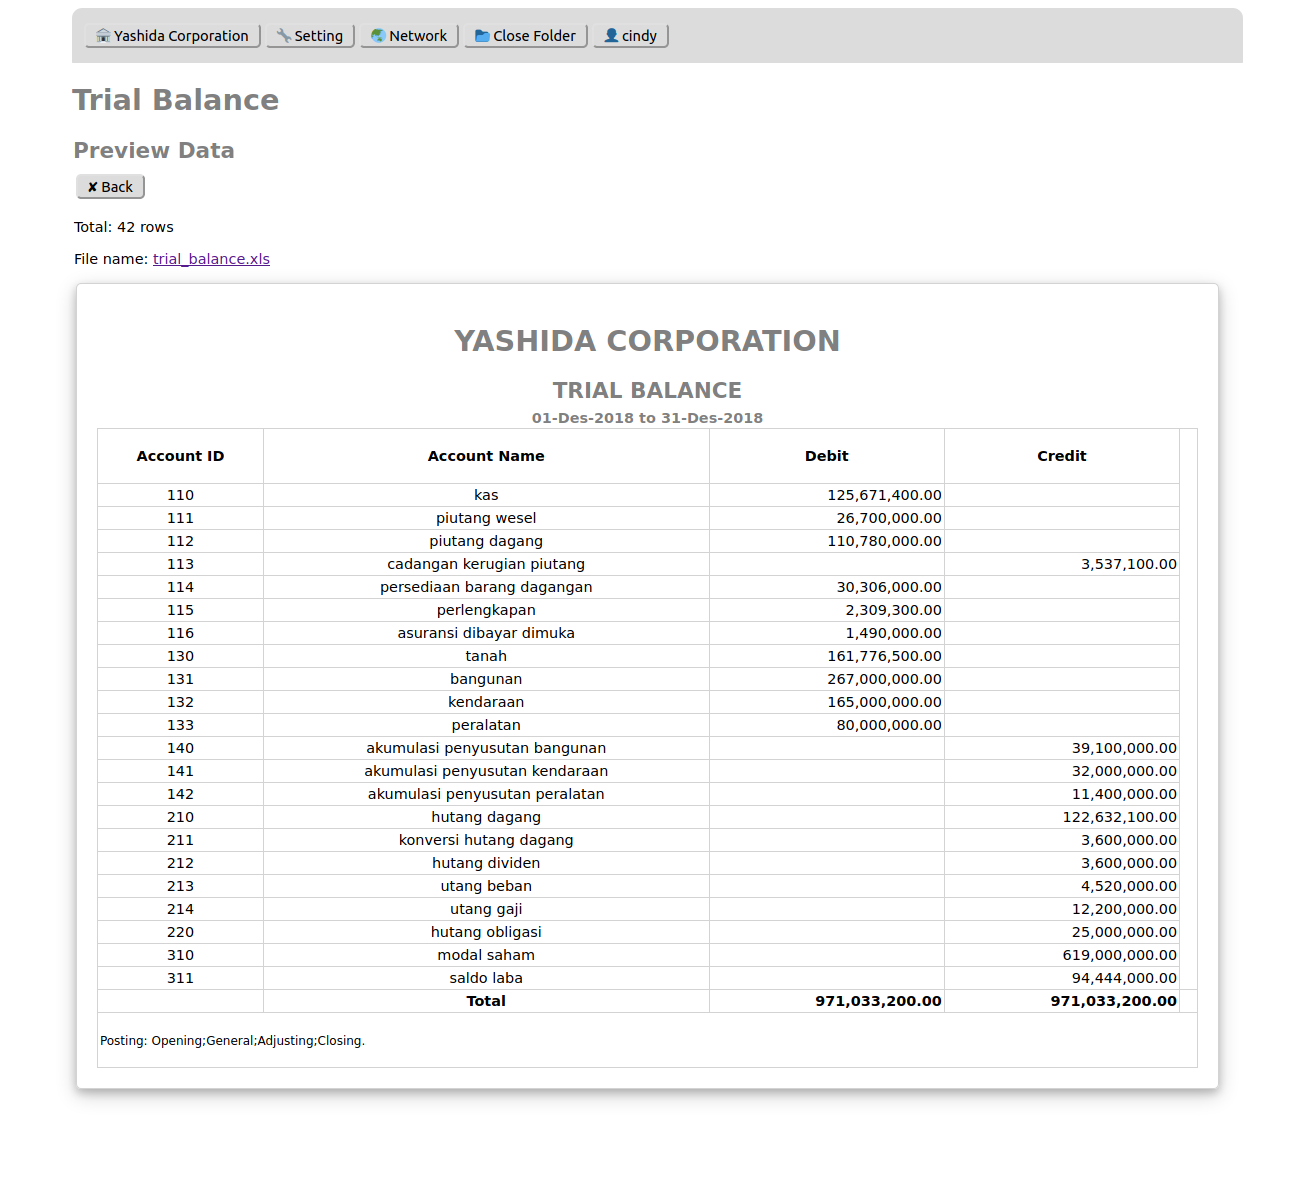 Yashida Corporation Setting Network Close Folder cindy
Trial Balance
Preview Data
✘ Back
Total: 42 rows
File name: trial_balance.xls
YASHIDA CORPORATION
TRIAL BALANCE
01-Des-2018 to 31-Des-2018
Account ID Account Name Debit Credit
110 kas 125,671,400.00
111 piutang wesel 26,700,000.00
112 piutang dagang 110,780,000.00
113 cadangan kerugian piutang 3,537,100.00
114 persediaan barang dagangan 30,306,000.00
115 perlengkapan 2,309,300.00
116 asuransi dibayar dimuka 1,490,000.00
130 tanah 161,776,500.00
131 bangunan 267,000,000.00
132 kendaraan 165,000,000.00
133 peralatan 80,000,000.00
140 akumulasi penyusutan bangunan 39,100,000.00
141 akumulasi penyusutan kendaraan 32,000,000.00
142 akumulasi penyusutan peralatan 11,400,000.00
210 hutang dagang 122,632,100.00
211 konversi hutang dagang 3,600,000.00
212 hutang dividen 3,600,000.00
213 utang beban 4,520,000.00
214 utang gaji 12,200,000.00
220 hutang obligasi 25,000,000.00
310 modal saham 619,000,000.00
311 saldo laba 94,444,000.00
Total 971,033,200.00 971,033,200.00
Posting: Opening;General;Adjusting;Closing.